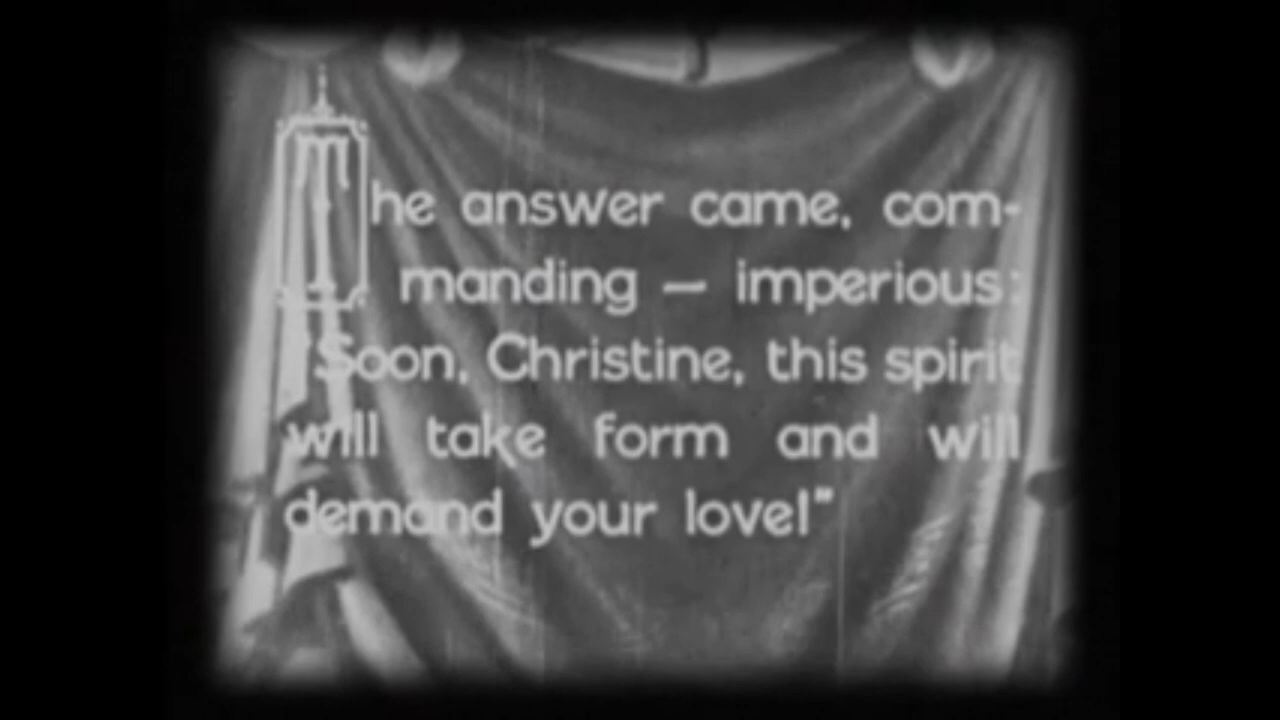 The answer came, com-
manding — imperious:
"Soon, Christine, this spirit
will take form and will
demand your love!"